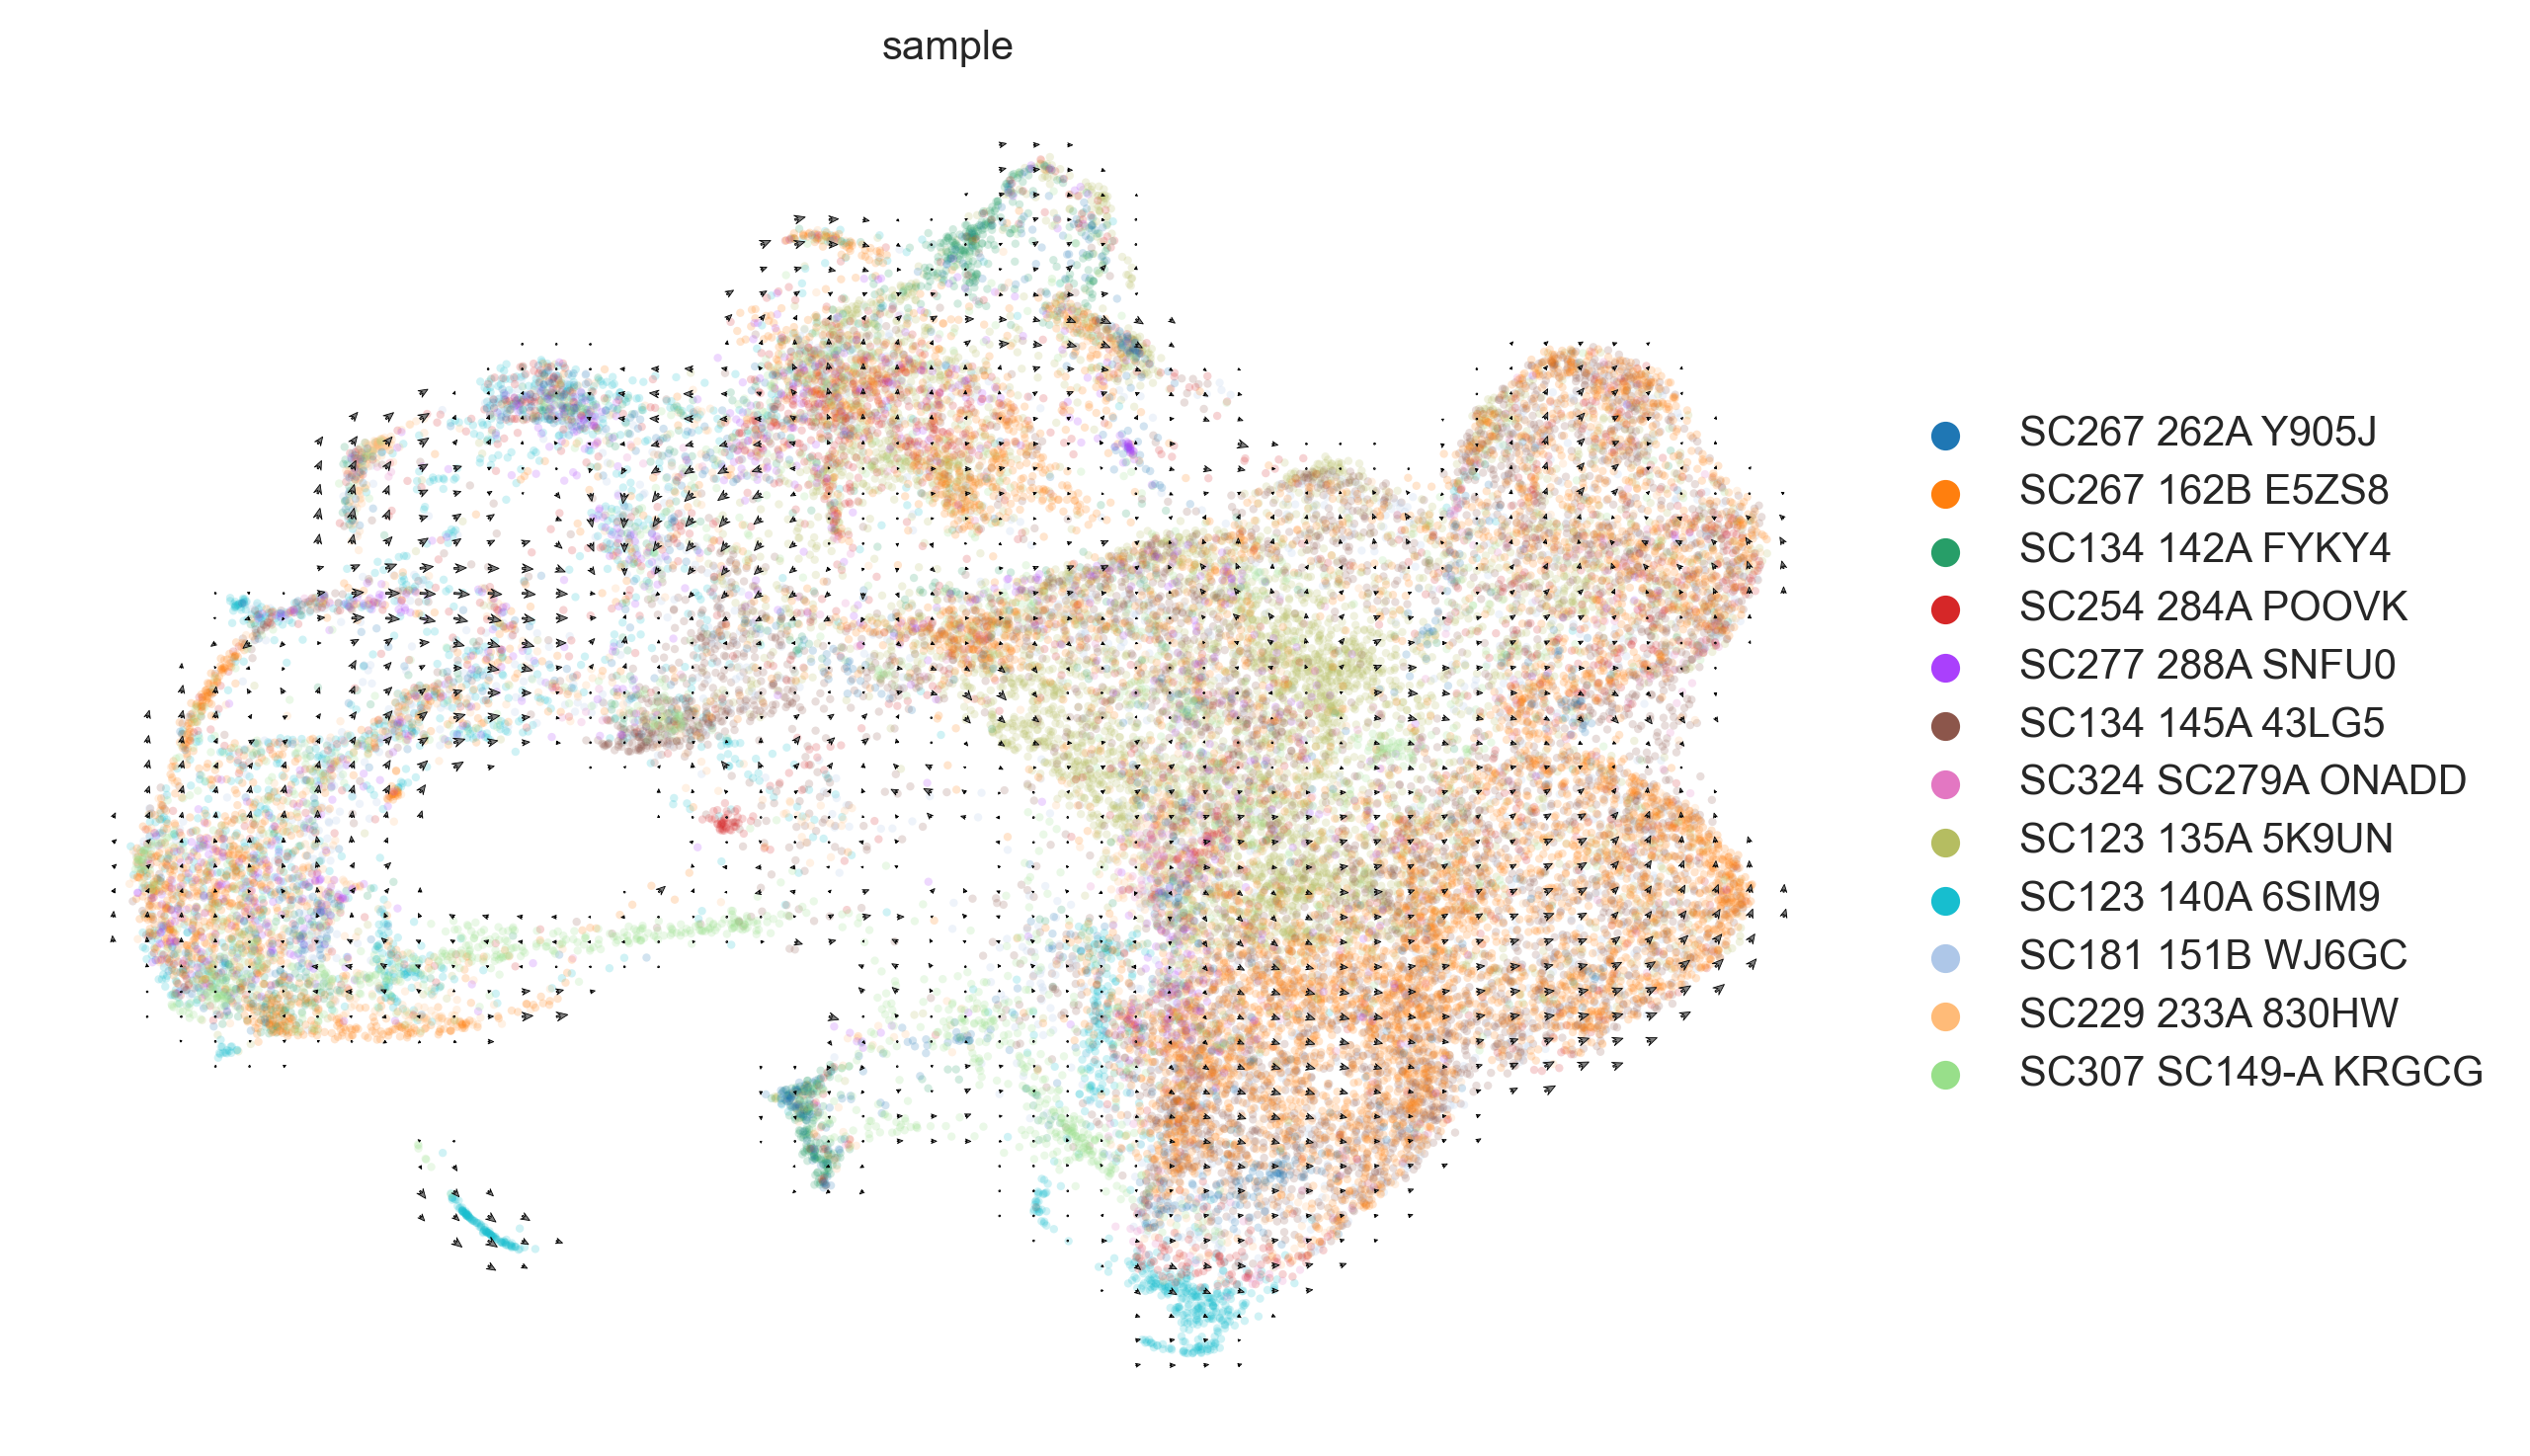 sample
SC267 262A Y905J
SC267 162B E5ZS8
SC134 142A FYKY4
SC254 284A POOVK
SC277 288A SNFU0
SC134 145A 43LG5
SC324 SC279A ONADD
SC123 135A 5K9UN
SC123 140A 6SIM9
SC181 151B WJ6GC
SC229 233A 830HW
SC307 SC149-A KRGCG